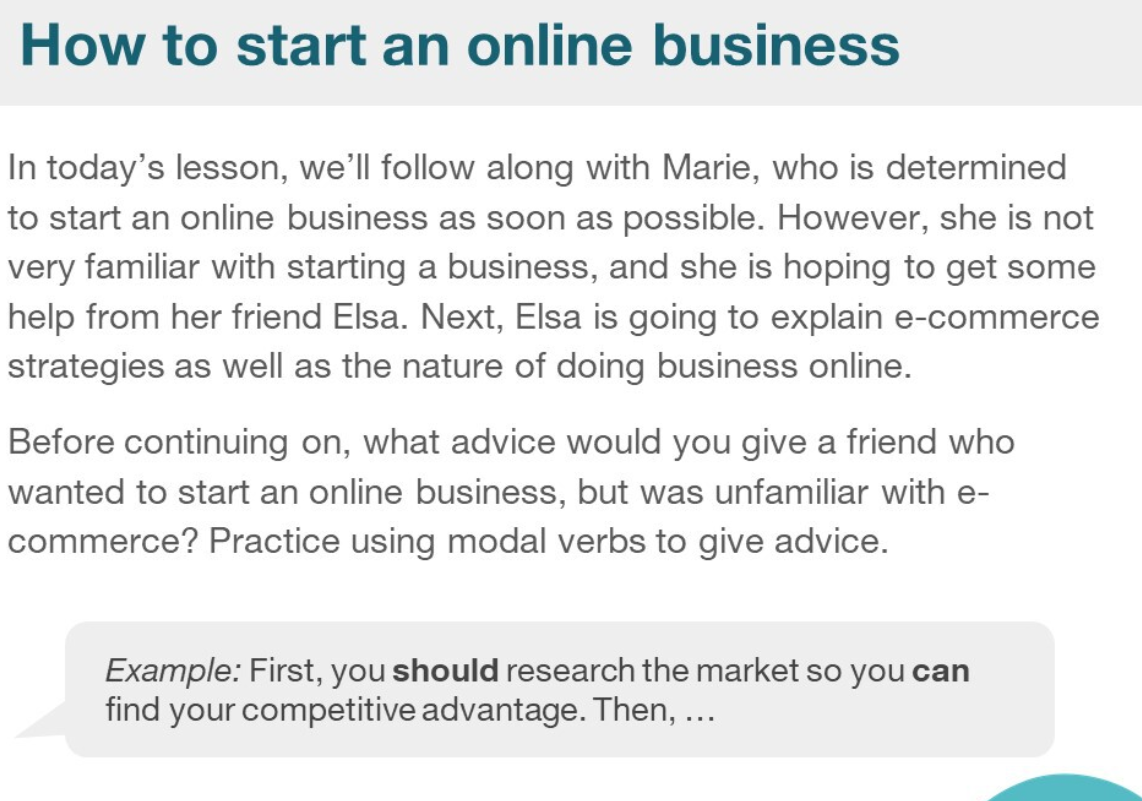 How to start an online business
In today’s lesson, we’ll follow along with Marie, who is determined
to start an online business as soon as possible. However, she is not
very familiar with starting a business, and she is hoping to get some
help from her friend Elsa. Next, Elsa is going to explain e-commerce
strategies as well as the nature of doing business online.
Before continuing on, what advice would you give a friend who
wanted to start an online business, but was unfamiliar with e-
commerce? Practice using modal verbs to give advice.
Example: First, you should research the market so you can
find your competitive advantage. Then, …